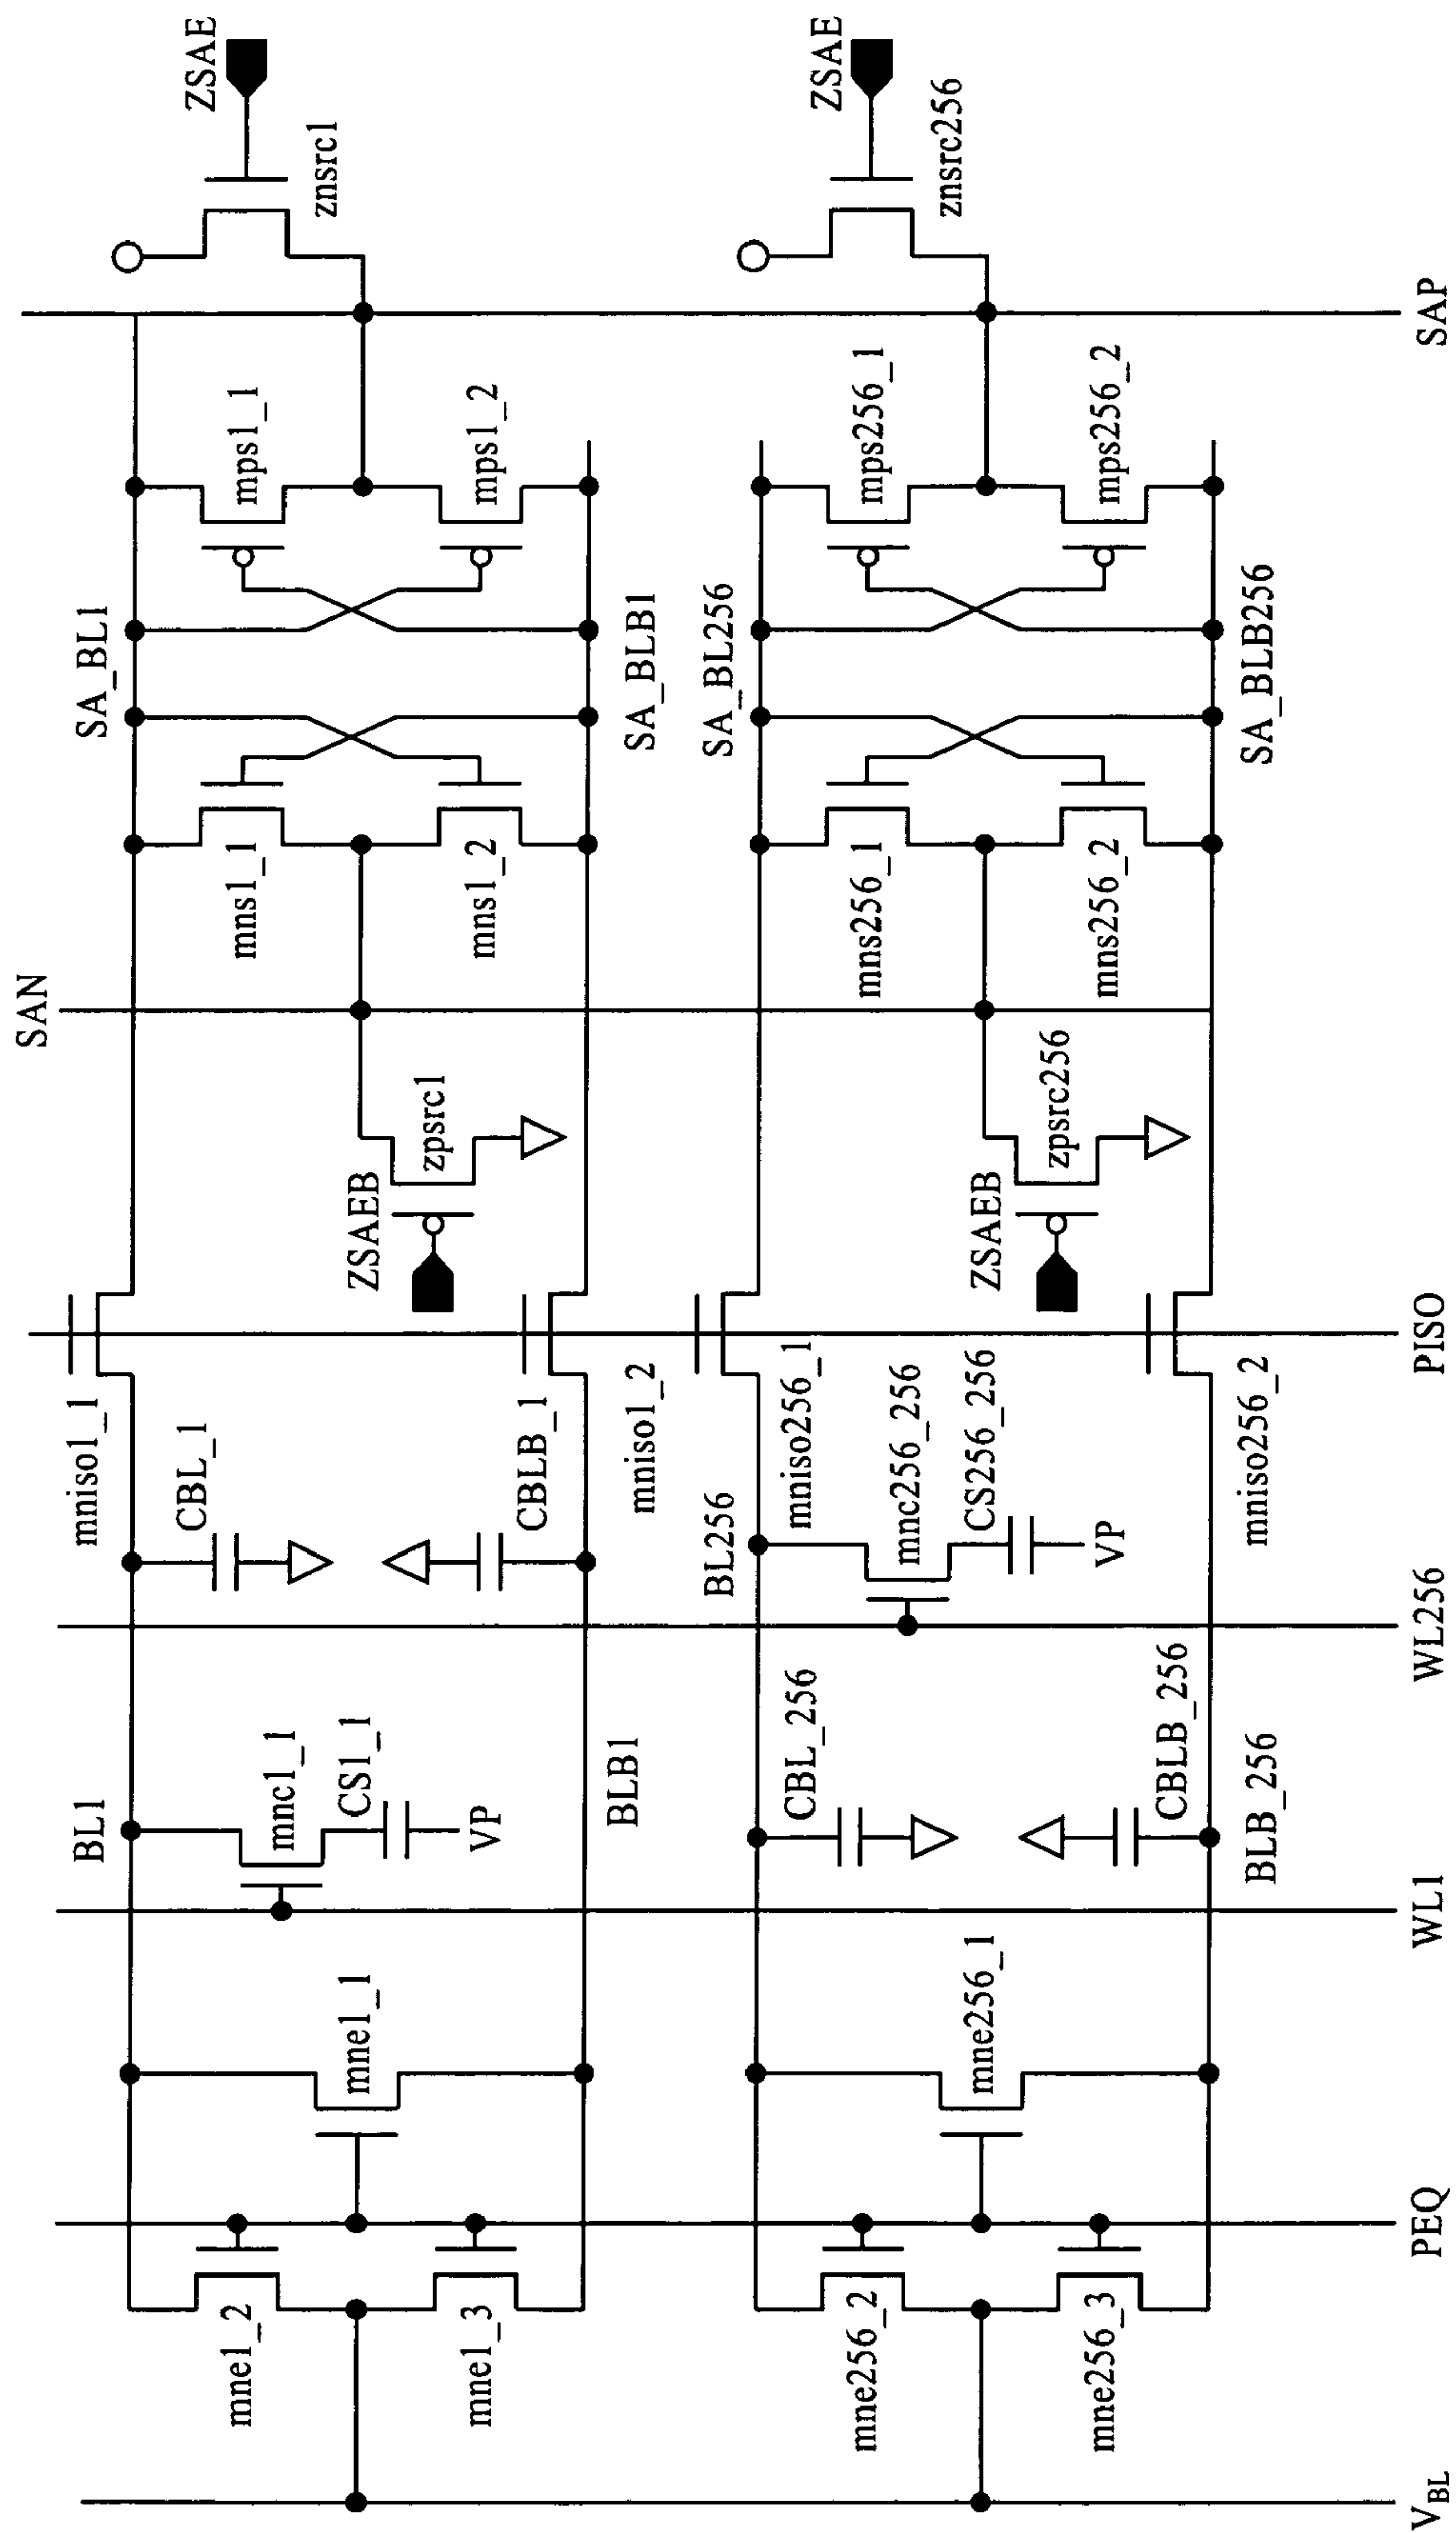 ZSAE
znsrc1
ZSAE
znsrc256
SAP
mps1_1
mps1_2
mps256_1
mps256_2
SA_BL1
SA_BLB1
SA_BL256
SA_BLB256
mns1_1
mns1_2
mns256_1
mns256_2
SAN
zpsrc1
ZSAEB
zpsrc256
ZSAEB
PISO
mniso1_1
mniso1_2
mniso256_1
mniso256_2
CBL_1
CBLB_1
BL256
mnc256_256
CS256_256
VP
WL256
BL1
mnc1_1
CS1_1
VP
BLB1
CBL_256
CBLB_256
BLB_256
WL1
mne1_1
mne256_1
PEQ
mne1_2
mne1_3
mne256_2
mne256_3
VBL